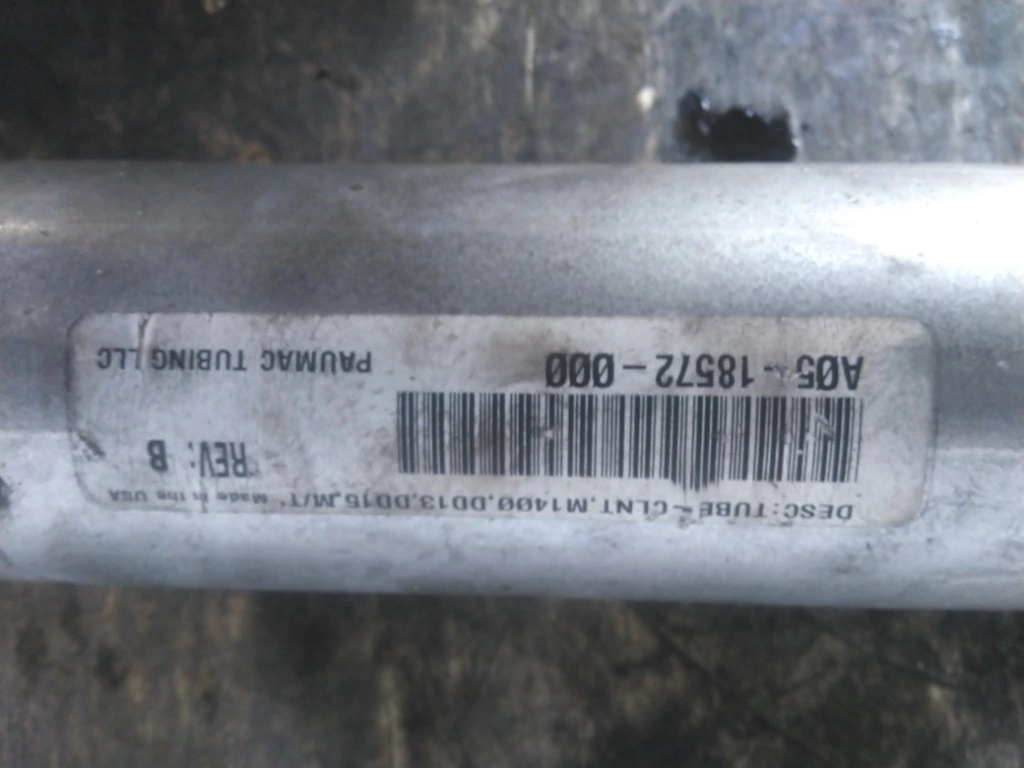 A05-18572-000 PAUMAC TUBING LLC
REV: B
DESC:TUBE-CLNT,M1400,DD13,DD15,M/T, Made in the USA